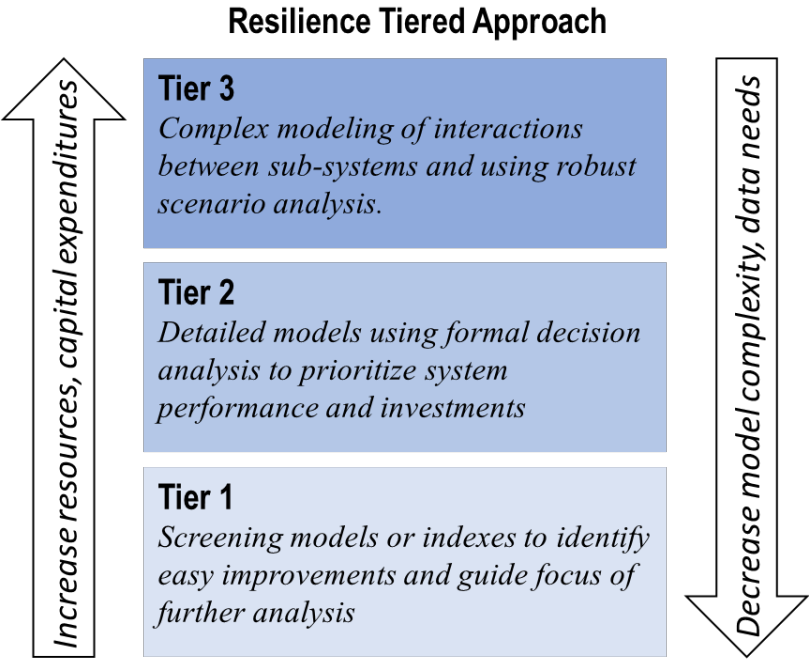 Resilience Tiered Approach
Increase resources, capital expenditures
Tier 3
Complex modeling of interactions
between sub-systems and using robust
scenario analysis.
Tier 2
Detailed models using formal decision
analysis to prioritize system
performance and investments
Tier 1
Screening models or indexes to identify
easy improvements and guide focus of
further analysis
Decrease model complexity, data needs